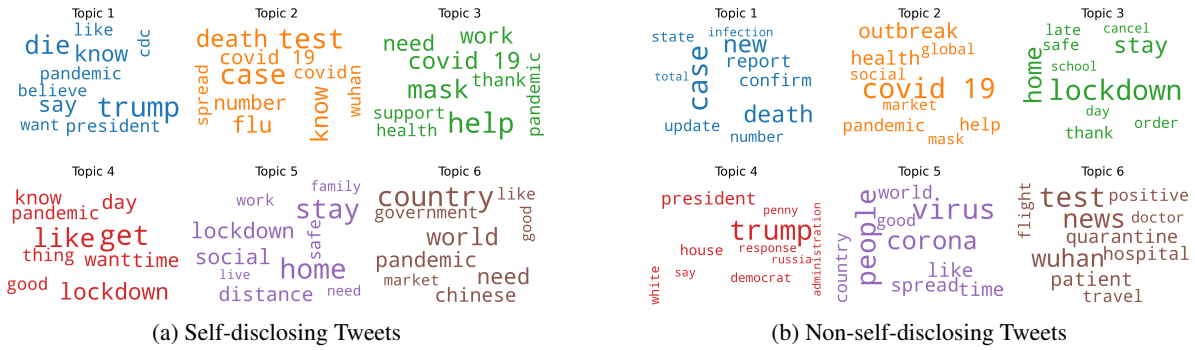 Topic 1
like
die
know
cdc
pandemic
believe
say
trump
want
president
Topic 2
death
test
covid 19
case
covid
spread
number
know
wuhan
flu
Topic 3
need
work
covid 19
mask
thank
pandemic
support
help
health
Topic 4
know
day
pandemic
like
get
thing
want
time
good
lockdown
Topic 5
family
work
stay
lockdown
safe
social
live
home
distance
need
Topic 6
country
like
government
good
world
pandemic
market
need
chinese
(a) Self-disclosing Tweets
Topic 1
state
infection
new
case
report
total
confirm
death
update
number
Topic 2
outbreak
global
health
social
covid 19
market
pandemic
help
mask
Topic 3
late
cancel
safe
stay
home
school
lockdown
day
order
thank
Topic 4
president
penny
trump
administration
house
response
russia
say
democrat
white
Topic 5
world
people
virus
good
corona
country
like
spread
time
Topic 6
flight
test
positive
news
doctor
quarantine
wuhan
hospital
patient
travel
(b) Non-self-disclosing Tweets